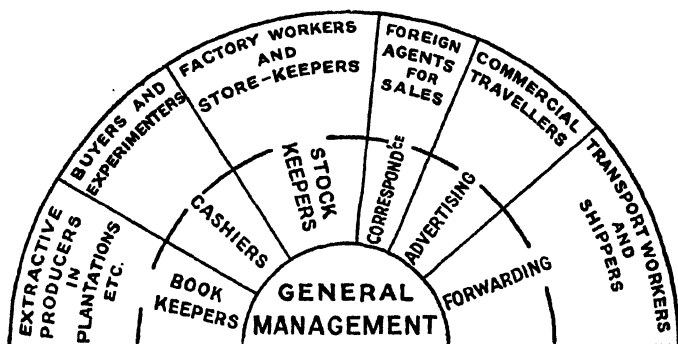 EXTRACTIVE
PRODUCERS
IN
PLANTATIONS
ETC.
BUYERS AND
EXPERIMENTERS
FACTORY WORKERS
AND
STORE-KEEPERS
FOREIGN
AGENTS
FOR
SALES
COMMERCIAL
TRAVELLERS
TRANSPORT WORKERS
AND
SHIPPERS
BOOK
KEEPERS
CASHIERS
STOCK
KEEPERS
CORRESPONDCE
ADVERTISING
FORWARDING
GENERAL
MANAGEMENT